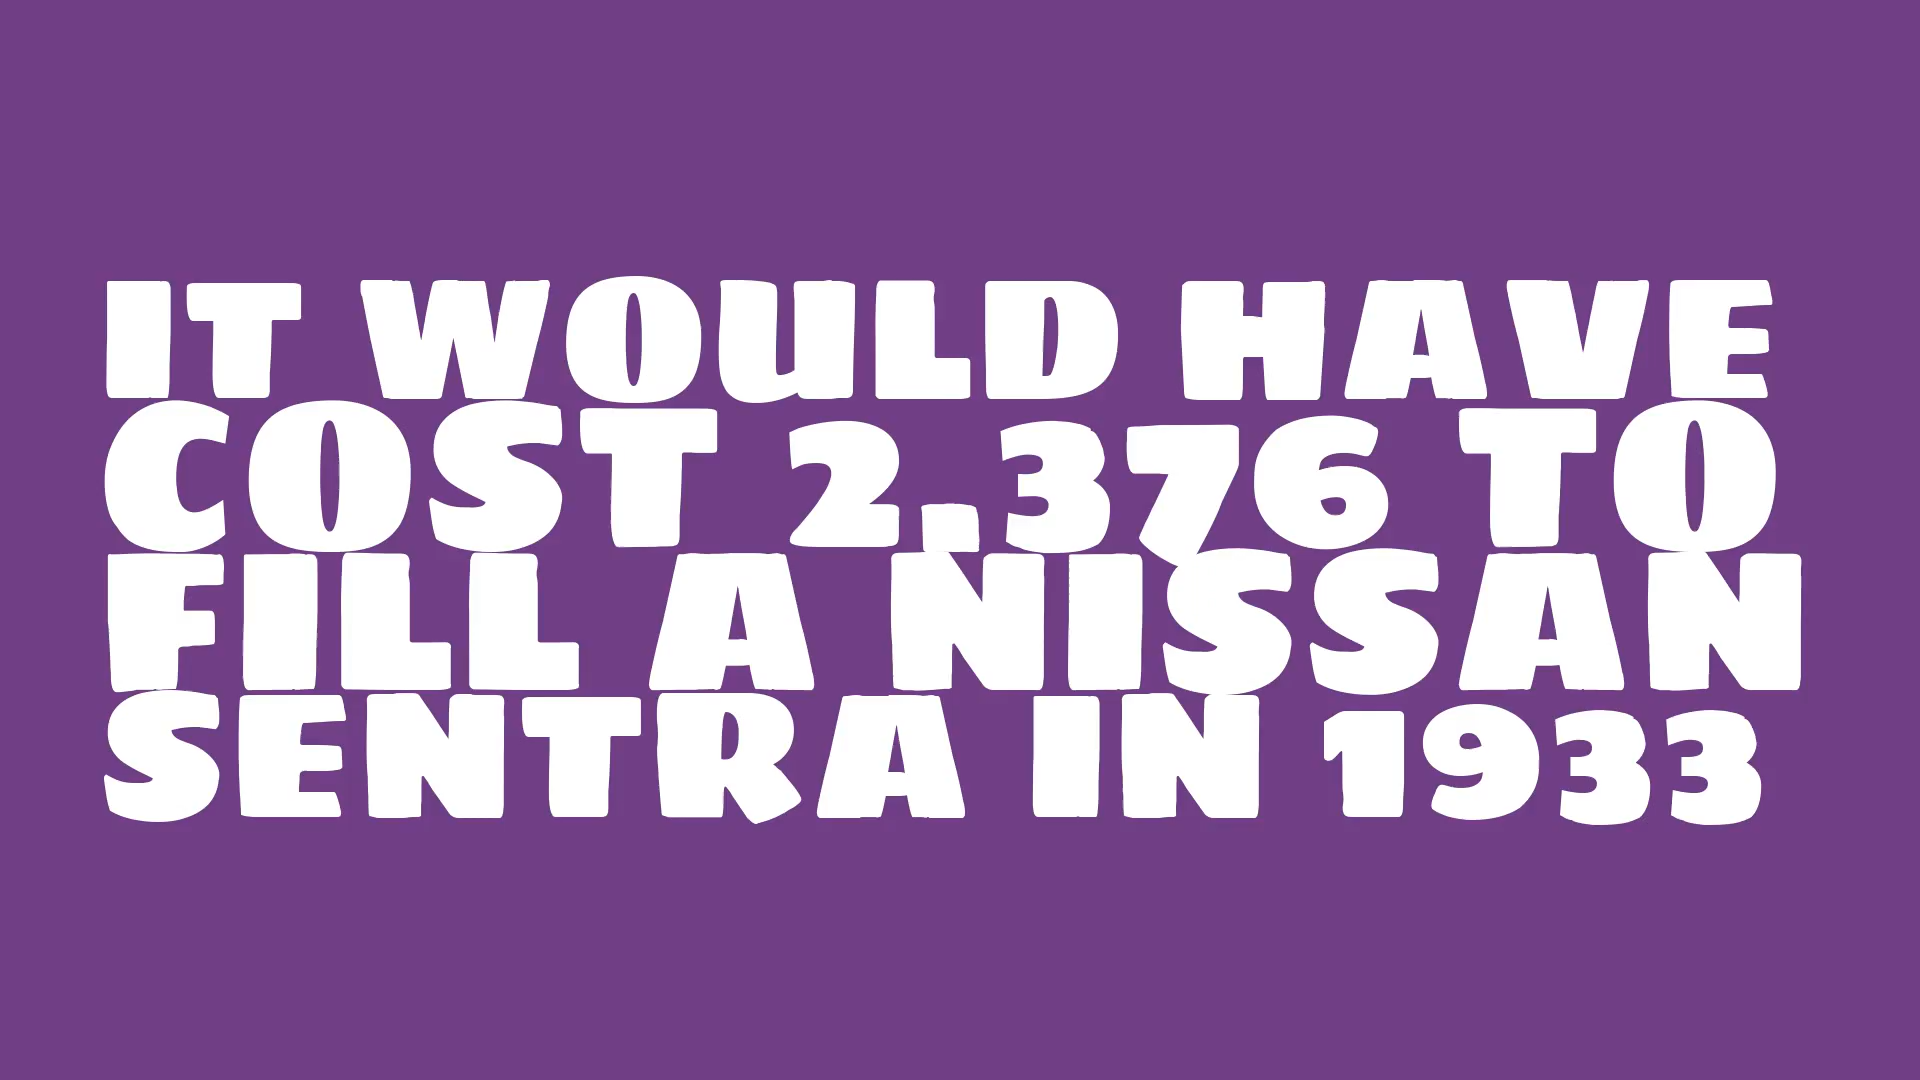 IT WOULD HAVE
COST 2.376 TO
FILL A NISSAN
SENTRA IN 1933